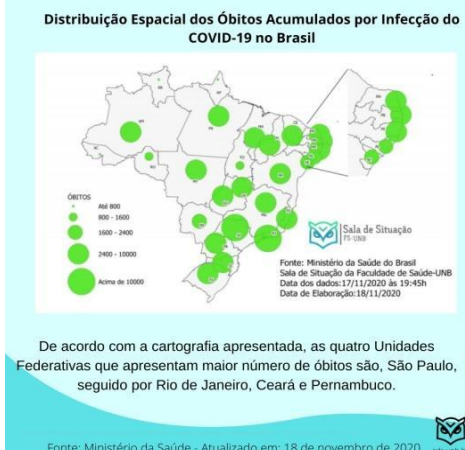 Distribuição Espacial dos Óbitos Acumulados por Infecção do
COVID-19 no Brasil
ÓBITOS
Até 800
800 - 1600
1600 - 2400
2400 - 10000
Acima de 10000
Sala de Situação
FS-UNB
Fonte: Ministério da Saúde do Brasil
Sala de Situação da Faculdade de Saúde-UNB
Data dos dados:17/11/2020 às 19:45h
Data de Elaboração:18/11/2020
De acordo com a cartografia apresentada, as quatro Unidades
Federativas que apresentam maior número de óbitos são, São Paulo,
seguido por Rio de Janeiro, Ceará e Pernambuco.
Fonte: Ministério da Saúde - Atualizado em: 18 de novembro de 2020